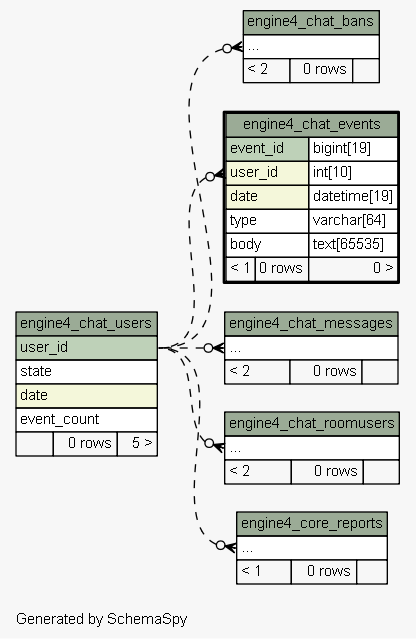 engine4_chat_bans
...
< 2 0 rows
engine4_chat_events
event_id bigint[19]
user_id int[10]
date datetime[19]
type varchar[64]
body text[65535]
< 1 0 rows 0 >
engine4_chat_users
user_id
state
date
event_count
0 rows 5 >
engine4_chat_messages
...
< 2 0 rows
engine4_chat_roomusers
...
< 2 0 rows
engine4_core_reports
...
< 1 0 rows
Generated by SchemaSpy